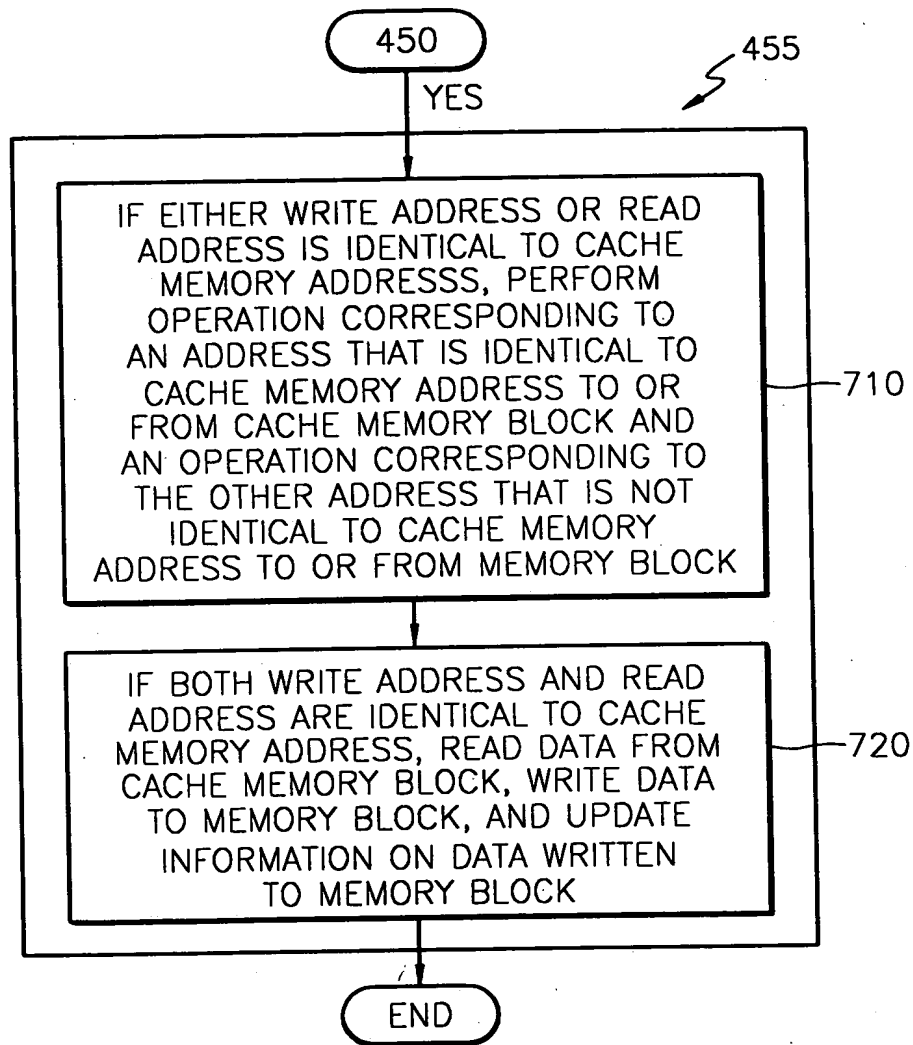 450
455
YES
IF EITHER WRITE ADDRESS OR READ
ADDRESS IS IDENTICAL TO CACHE
MEMORY ADDRESSS, PERFORM
OPERATION CORRESPONDING TO
AN ADDRESS THAT IS IDENTICAL TO
CACHE MEMORY ADDRESS TO OR
FROM CACHE MEMORY BLOCK AND
AN OPERATION CORRESPONDING TO
THE OTHER ADDRESS THAT IS NOT
IDENTICAL TO CACHE MEMORY
ADDRESS TO OR FROM MEMORY BLOCK
710
IF BOTH WRITE ADDRESS AND READ
ADDRESS ARE IDENTICAL TO CACHE
MEMORY ADDRESS, READ DATA FROM
CACHE MEMORY BLOCK, WRITE DATA
TO MEMORY BLOCK, AND UPDATE
INFORMATION ON DATA WRITTEN
TO MEMORY BLOCK
720
END